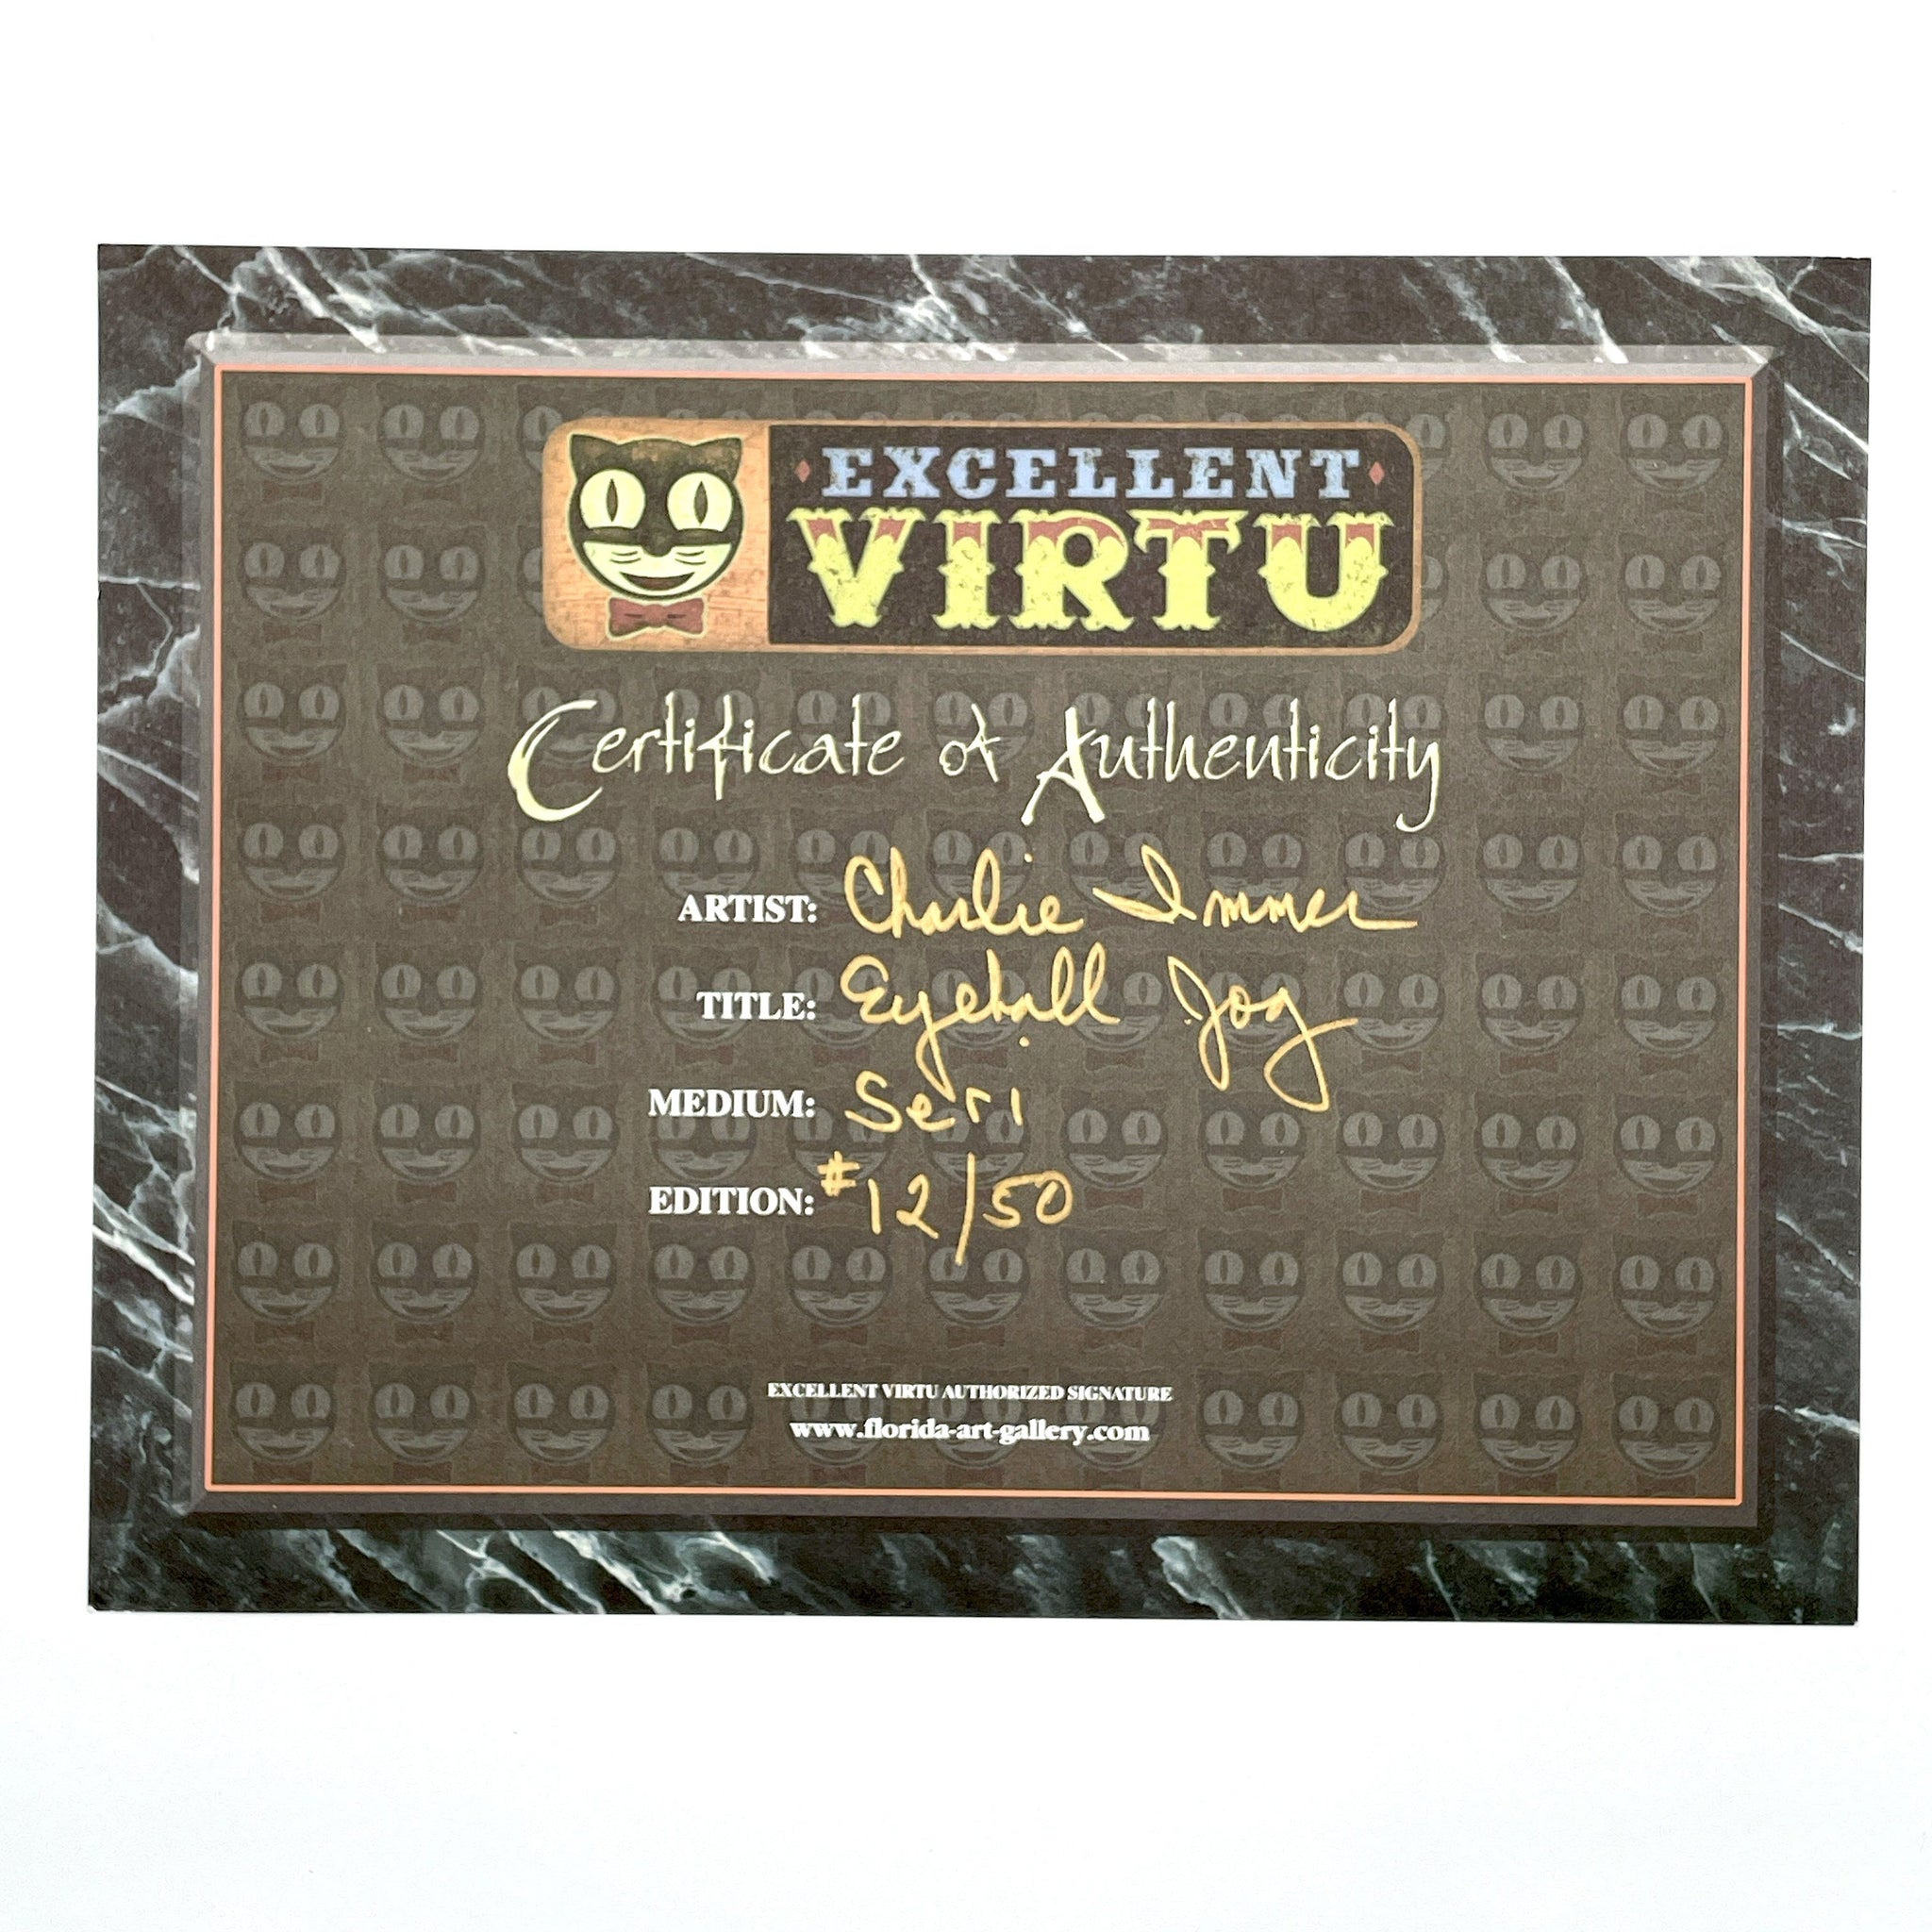 EXCELLENT
VIRTU
Certificate of Authenticity
ARTIST: Charlie Immer
TITLE: Eyeball Jog
MEDIUM: Seri
EDITION: #12/50
EXCELLENT VIRTU AUTHORIZED SIGNATURE
www.florida-art-gallery.com